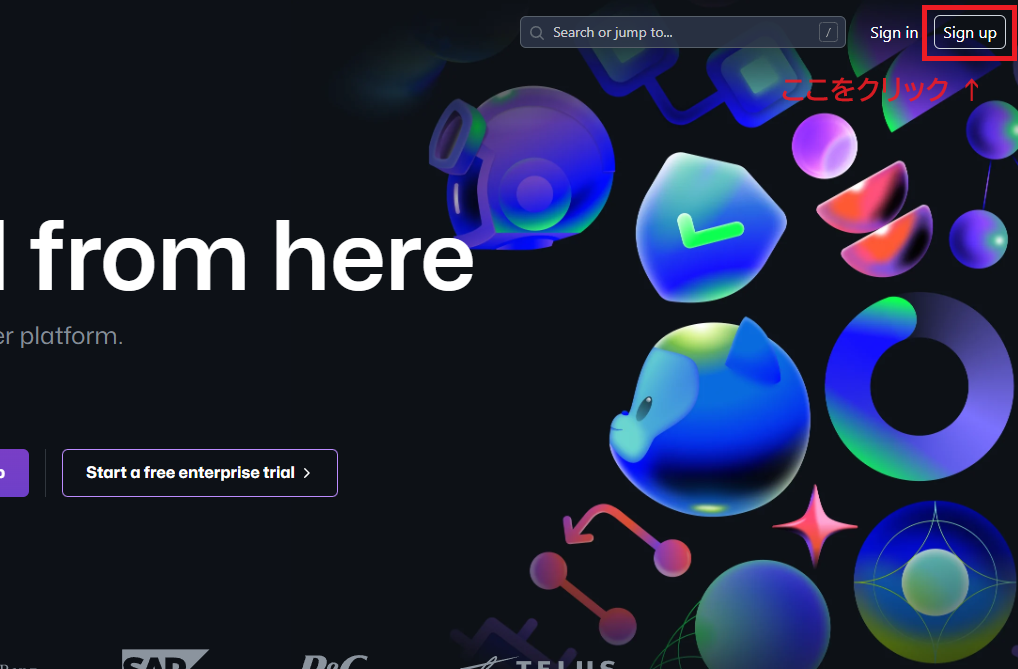 Search or jump to... /
Sign in
Sign up
ここをクリック ↑
from here
platform.
Start a free enterprise trial
SAP
P&G
TELUS